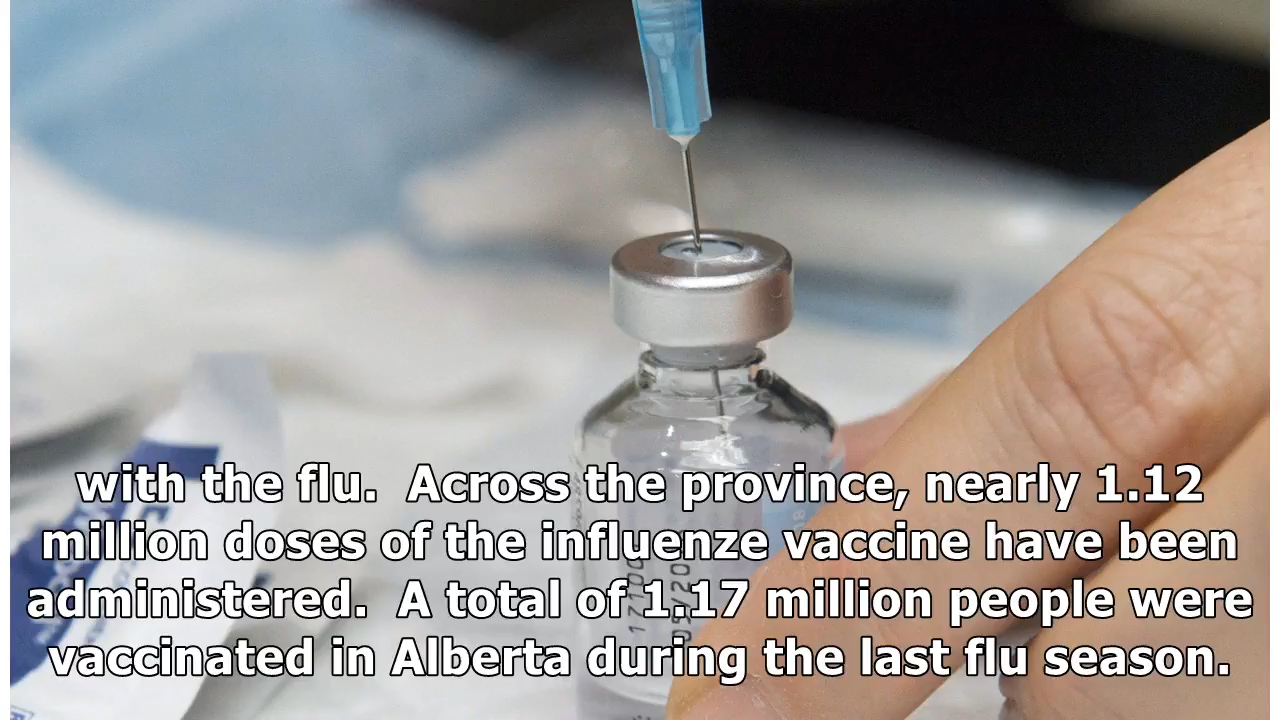 with the flu.  Across the province, nearly 1.12
million doses of the influenze vaccine have been
administered.  A total of 1.17 million people were
vaccinated in Alberta during the last flu season.